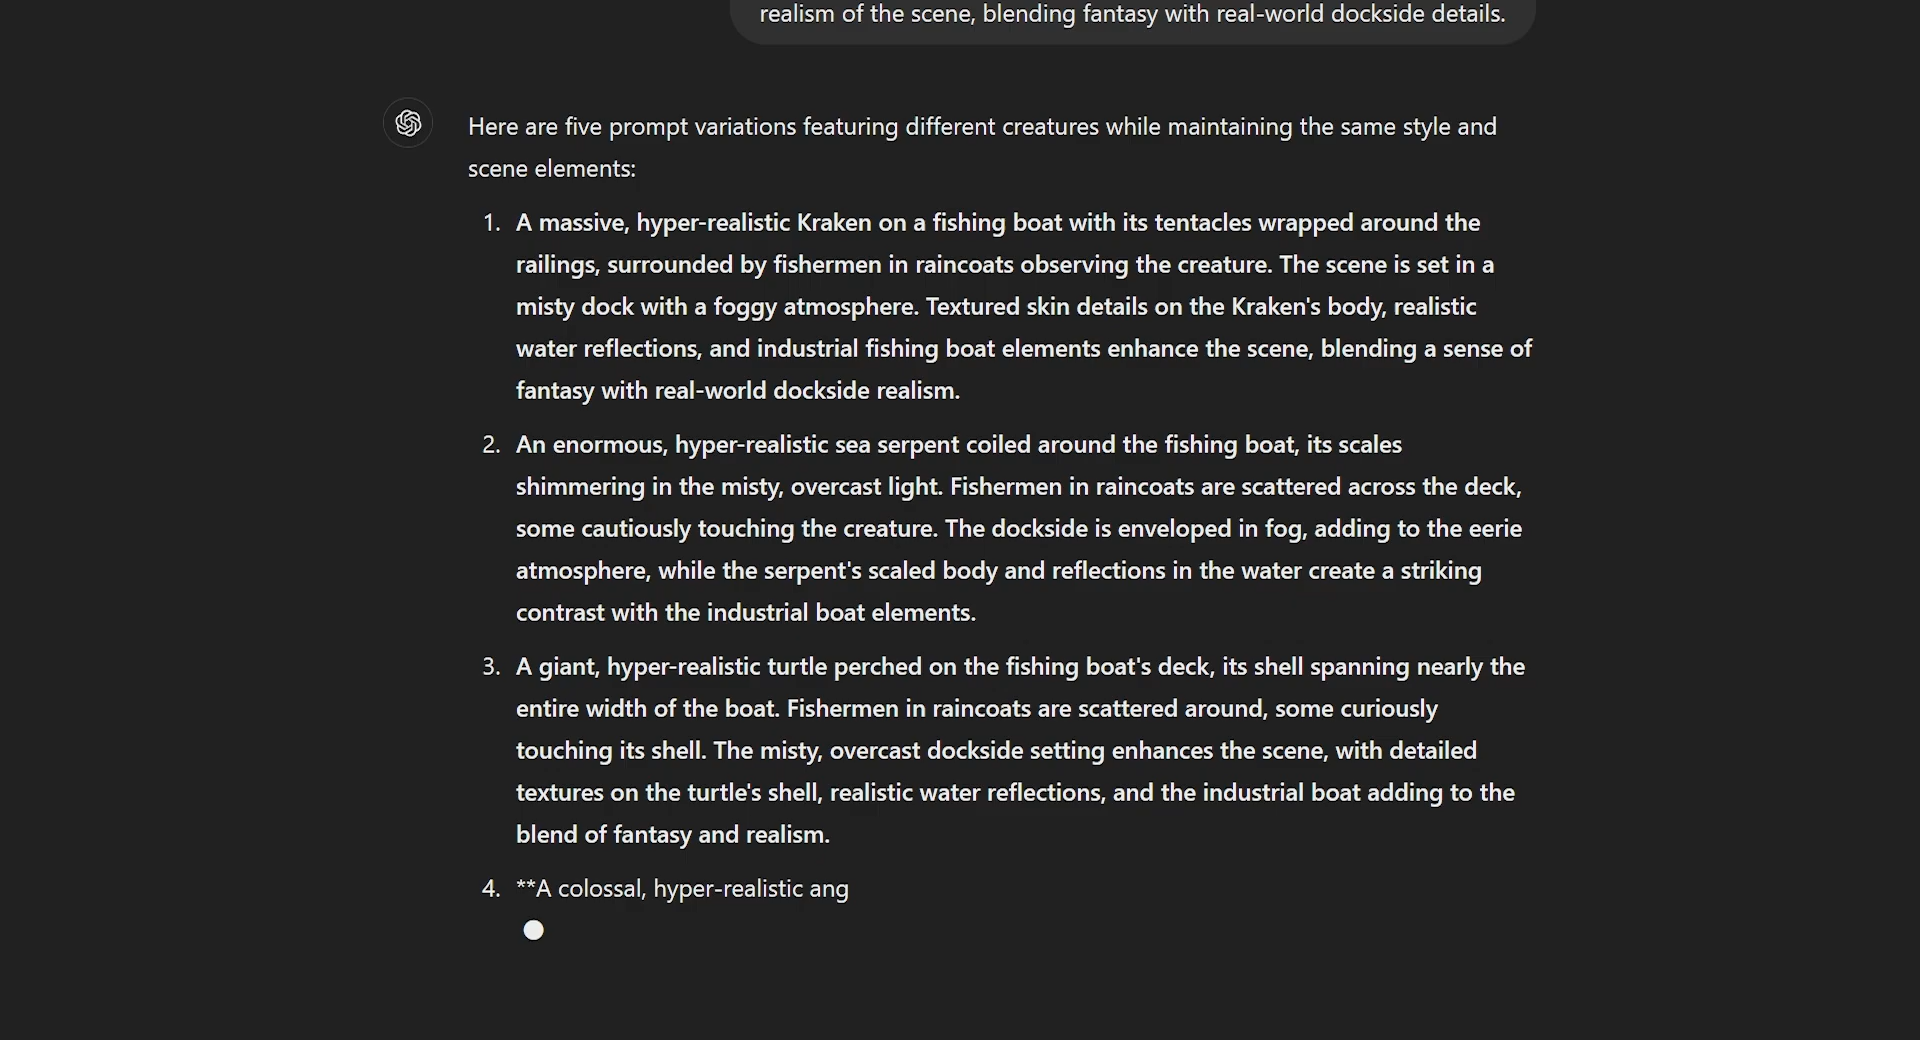 realism of the scene, blending fantasy with real-world dockside details.
Here are five prompt variations featuring different creatures while maintaining the same style and
scene elements:
1. A massive, hyper-realistic Kraken on a fishing boat with its tentacles wrapped around the
railings, surrounded by fishermen in raincoats observing the creature. The scene is set in a
misty dock with a foggy atmosphere. Textured skin details on the Kraken's body, realistic
water reflections, and industrial fishing boat elements enhance the scene, blending a sense of
fantasy with real-world dockside realism.
2. An enormous, hyper-realistic sea serpent coiled around the fishing boat, its scales
shimmering in the misty, overcast light. Fishermen in raincoats are scattered across the deck,
some cautiously touching the creature. The dockside is enveloped in fog, adding to the eerie
atmosphere, while the serpent's scaled body and reflections in the water create a striking
contrast with the industrial boat elements.
3. A giant, hyper-realistic turtle perched on the fishing boat's deck, its shell spanning nearly the
entire width of the boat. Fishermen in raincoats are scattered around, some curiously
touching its shell. The misty, overcast dockside setting enhances the scene, with detailed
textures on the turtle's shell, realistic water reflections, and the industrial boat adding to the
blend of fantasy and realism.
4. **A colossal, hyper-realistic ang